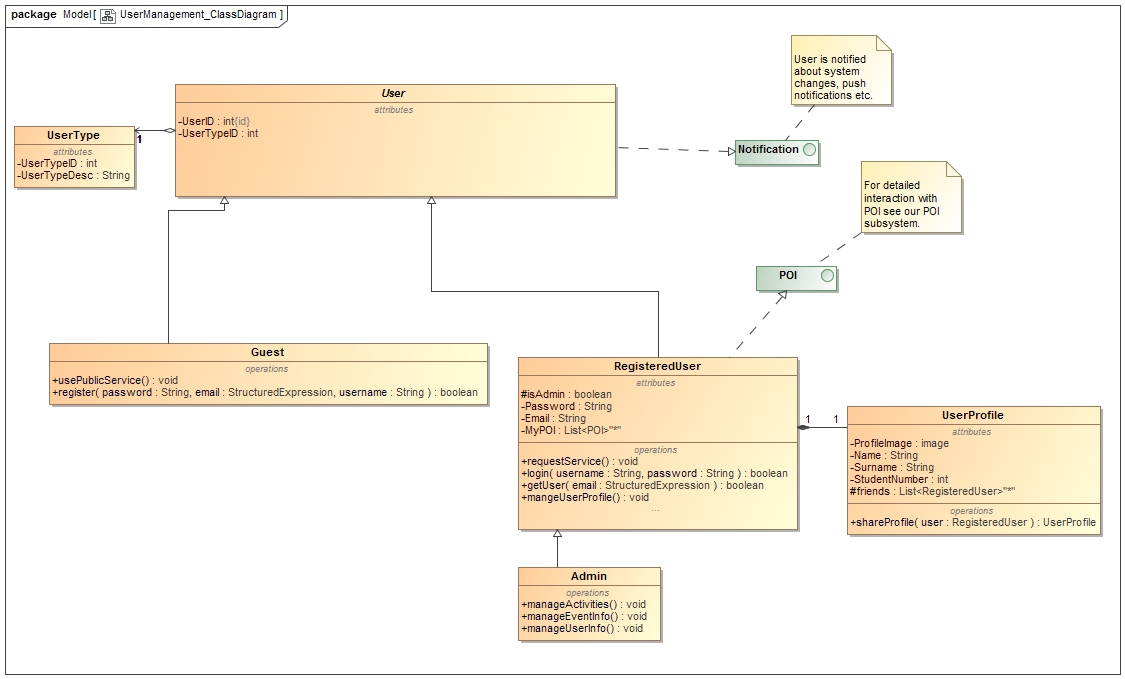 package Model[ UserManagement_ClassDiagram ]
User is notified
about system
changes, push
notifications etc.
User
attributes
-UserID : int{id}
-UserTypeID : int
UserType
attributes
-UserTypeID : int
-UserTypeDesc : String
1
Notification
For detailed
interaction with
POI see our POI
subsystem.
POI
Guest
operations
+usePublicService() : void
+register( password : String, email : StructuredExpression, username : String ) : boolean
RegisteredUser
attributes
#isAdmin : boolean
-Password : String
-Email : String
-MyPOI : List<POI>"*"
operations
+requestService() : void
+login( username : String, password : String ) : boolean
+getUser( email : StructuredExpression ) : boolean
+mangeUserProfile() : void
...
1 1
UserProfile
attributes
-ProfileImage : image
-Name : String
-Surname : String
-StudentNumber : int
#friends : List<RegisteredUser>"*"
operations
+shareProfile( user : RegisteredUser ) : UserProfile
Admin
operations
+manageActivities() : void
+manageEventInfo() : void
+manageUserInfo() : void